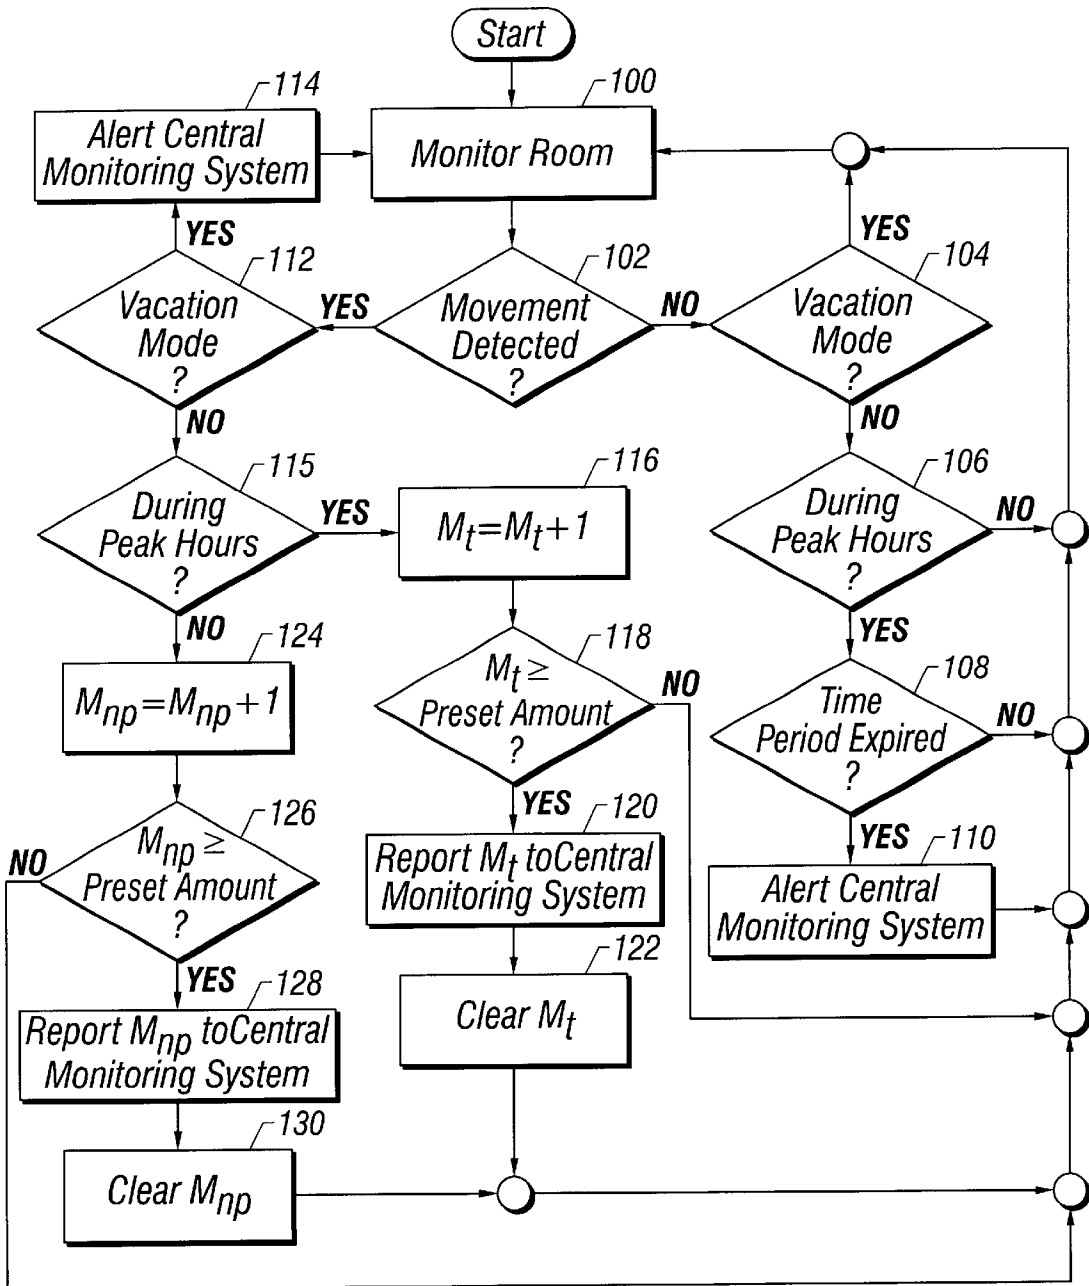 Start
114
100
Alert Central
Monitoring System
Monitor Room
YES
YES
112
102
104
Vacation
Mode
?
YES
Movement
Detected
?
NO
Vacation
Mode
?
NO
NO
115
116
106
During
Peak Hours
?
YES
Mt=Mt+1
During
Peak Hours
?
NO
NO
YES
124
118
108
Mnp=Mnp+1
Mt ≥
Preset Amount
?
NO
Time
Period Expired
?
NO
YES
YES
126
120
110
NO
Mnp ≥
Preset Amount
?
Report Mt toCentral
Monitoring System
Alert Central
Monitoring System
YES
128
122
Report Mnp toCentral
Monitoring System
Clear Mt
130
Clear Mnp